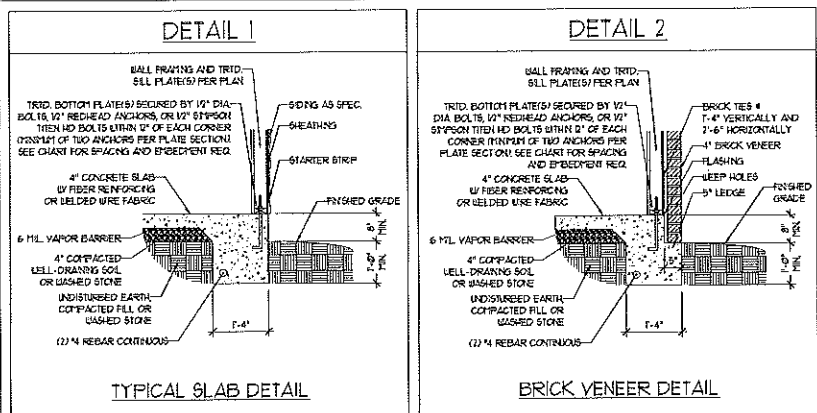 DETAIL 1
WALL FRAMING AND TRTD.
SILL PLATE(S) PER PLAN
TRTD. BOTTOM PLATE(S) SECURED BY 1/2" DIA
BOLTS, 1/2" REDHEAD ANCHORS, OR 1/2" SIMPSON
TITEN HD BOLTS WITHIN 12" OF EACH CORNER
(MINIMUM OF TWO ANCHORS PER
PLATE SECTION). SEE CHART FOR SPACING AND EMBEDMENT REQ.
SIDING AS SPEC.
SHEATHING
STARTER STRIP
4" CONCRETE SLAB
W/ FIBER REINFORCING
OR WELDED WIRE FABRIC
FINISHED GRADE
6 MIL VAPOR BARRIER
4" COMPACTED
WELL-DRAINING SOIL
OR WASHED STONE
UNDISTURBED EARTH,
COMPACTED FILL OR
WASHED STONE
(2) #4 REBAR CONTINUOUS
8"
MIN.
1'-0"
MIN.
1'-4"
TYPICAL SLAB DETAIL
DETAIL 2
WALL FRAMING AND TRTD.
SILL PLATE(S) PER PLAN
TRTD. BOTTOM PLATE(S) SECURED BY 1/2"
DIA BOLTS, 1/2" REDHEAD ANCHORS, OR 1/2"
SIMPSON TITEN HD BOLTS WITHIN 12" OF EACH
CORNER (MINIMUM OF TWO ANCHORS PER
PLATE SECTION). SEE CHART FOR SPACING
AND EMBEDMENT REQ.
BRICK TIES @
1'-4" VERTICALLY AND
2'-6" HORIZONTALLY
4" BRICK VENEER
FLASHING
WEEP HOLES
5" LEDGE
4" CONCRETE SLAB
W/ FIBER REINFORCING
OR WELDED WIRE FABRIC
FINISHED
GRADE
6 MIL VAPOR BARRIER
4" COMPACTED
WELL-DRAINING SOIL
OR WASHED STONE
UNDISTURBED EARTH,
COMPACTED FILL OR
WASHED STONE
(2) #4 REBAR CONTINUOUS
5"
8"
MIN.
1'-0"
MIN.
1'-4"
BRICK VENEER DETAIL